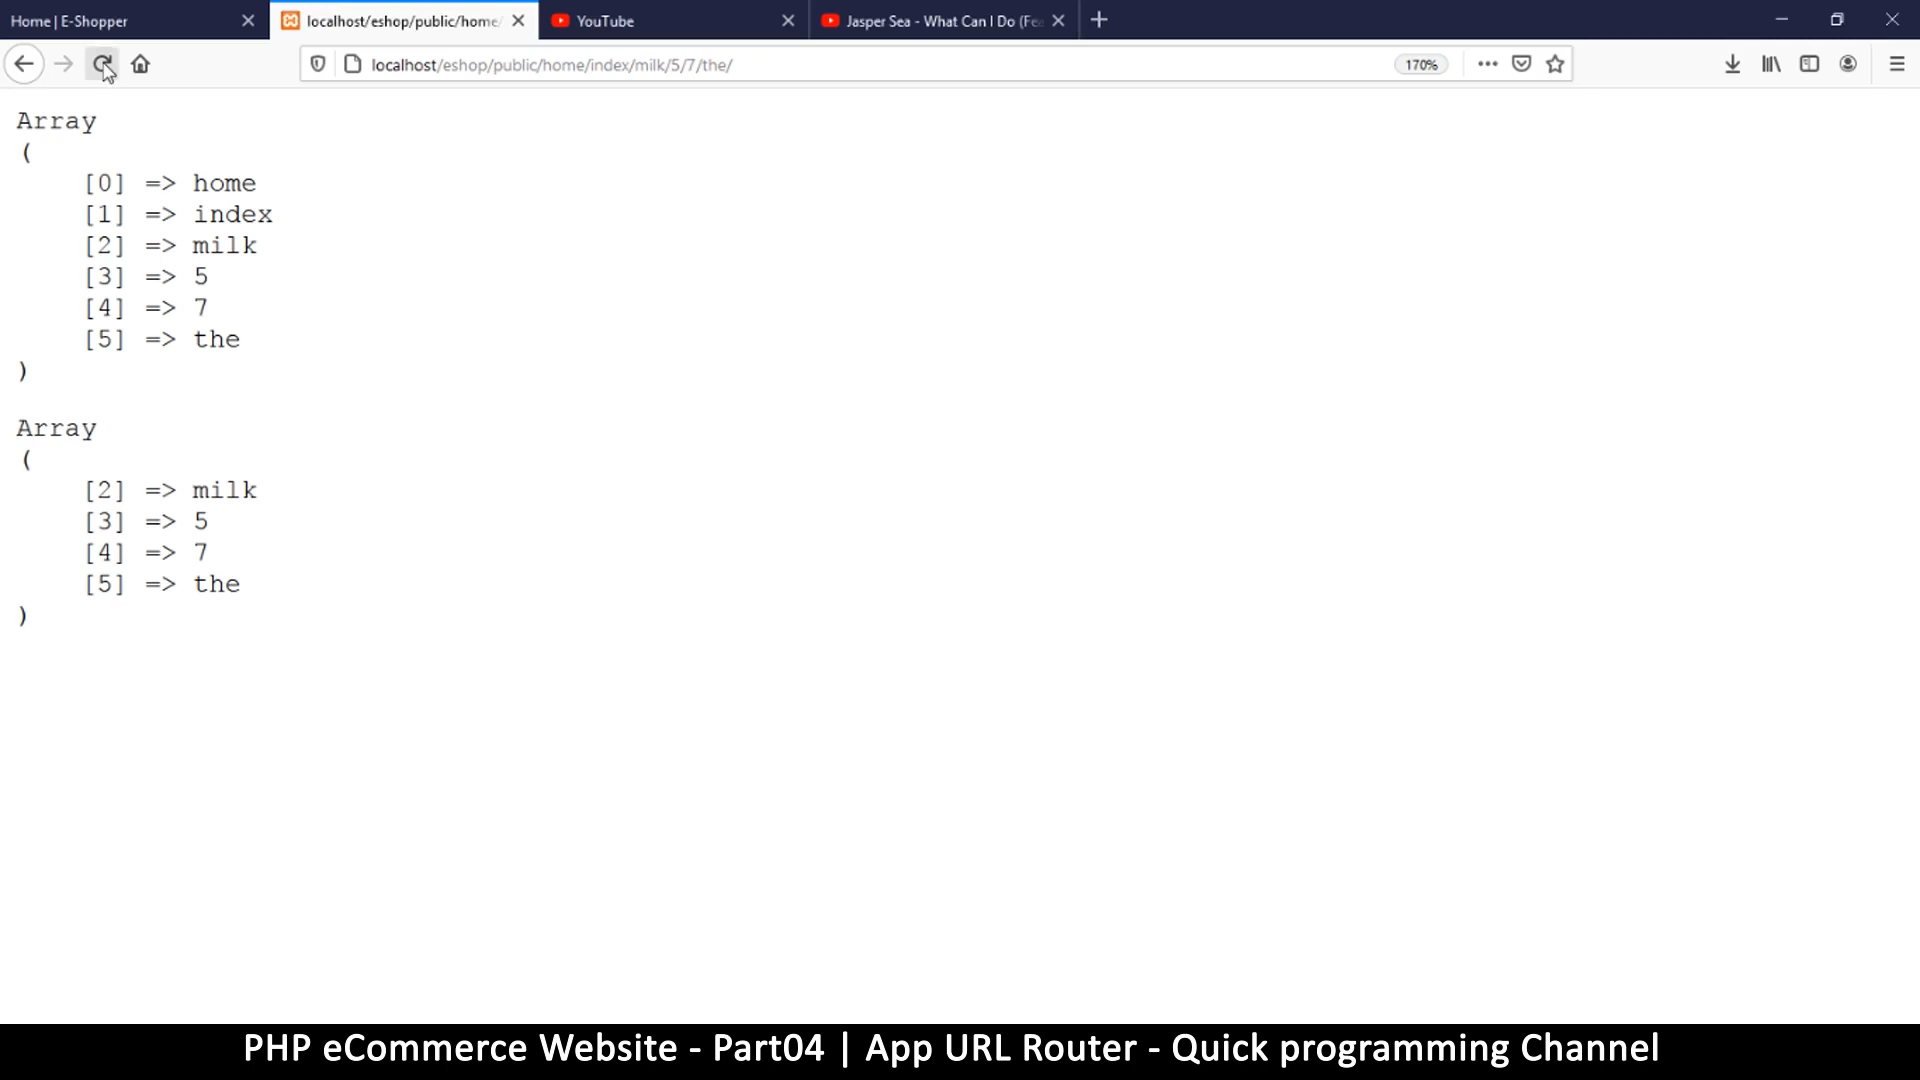 Home | E-Shopper
localhost/eshop/public/home/
YouTube
Jasper Sea - What Can I Do (Fea
localhost/eshop/public/home/index/milk/5/7/the/
170%
Array
(
[0] => home
[1] => index
[2] => milk
[3] => 5
[4] => 7
[5] => the
)
Array
(
[2] => milk
[3] => 5
[4] => 7
[5] => the
)
PHP eCommerce Website - Part04 | App URL Router - Quick programming Channel